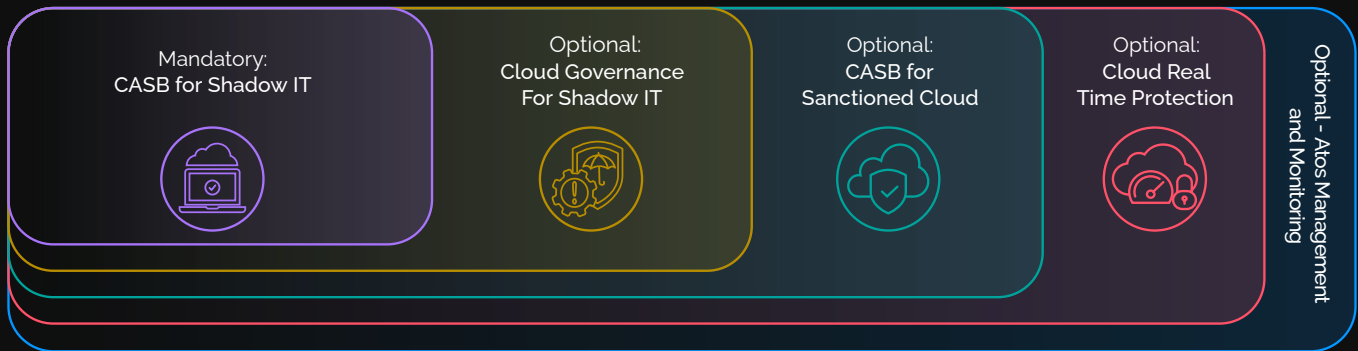 Mandatory:
CASB for Shadow IT
Optional:
Cloud Governance
For Shadow IT
Optional:
CASB for
Sanctioned Cloud
Optional:
Cloud Real
Time Protection
Optional - Atos Management
and Monitoring